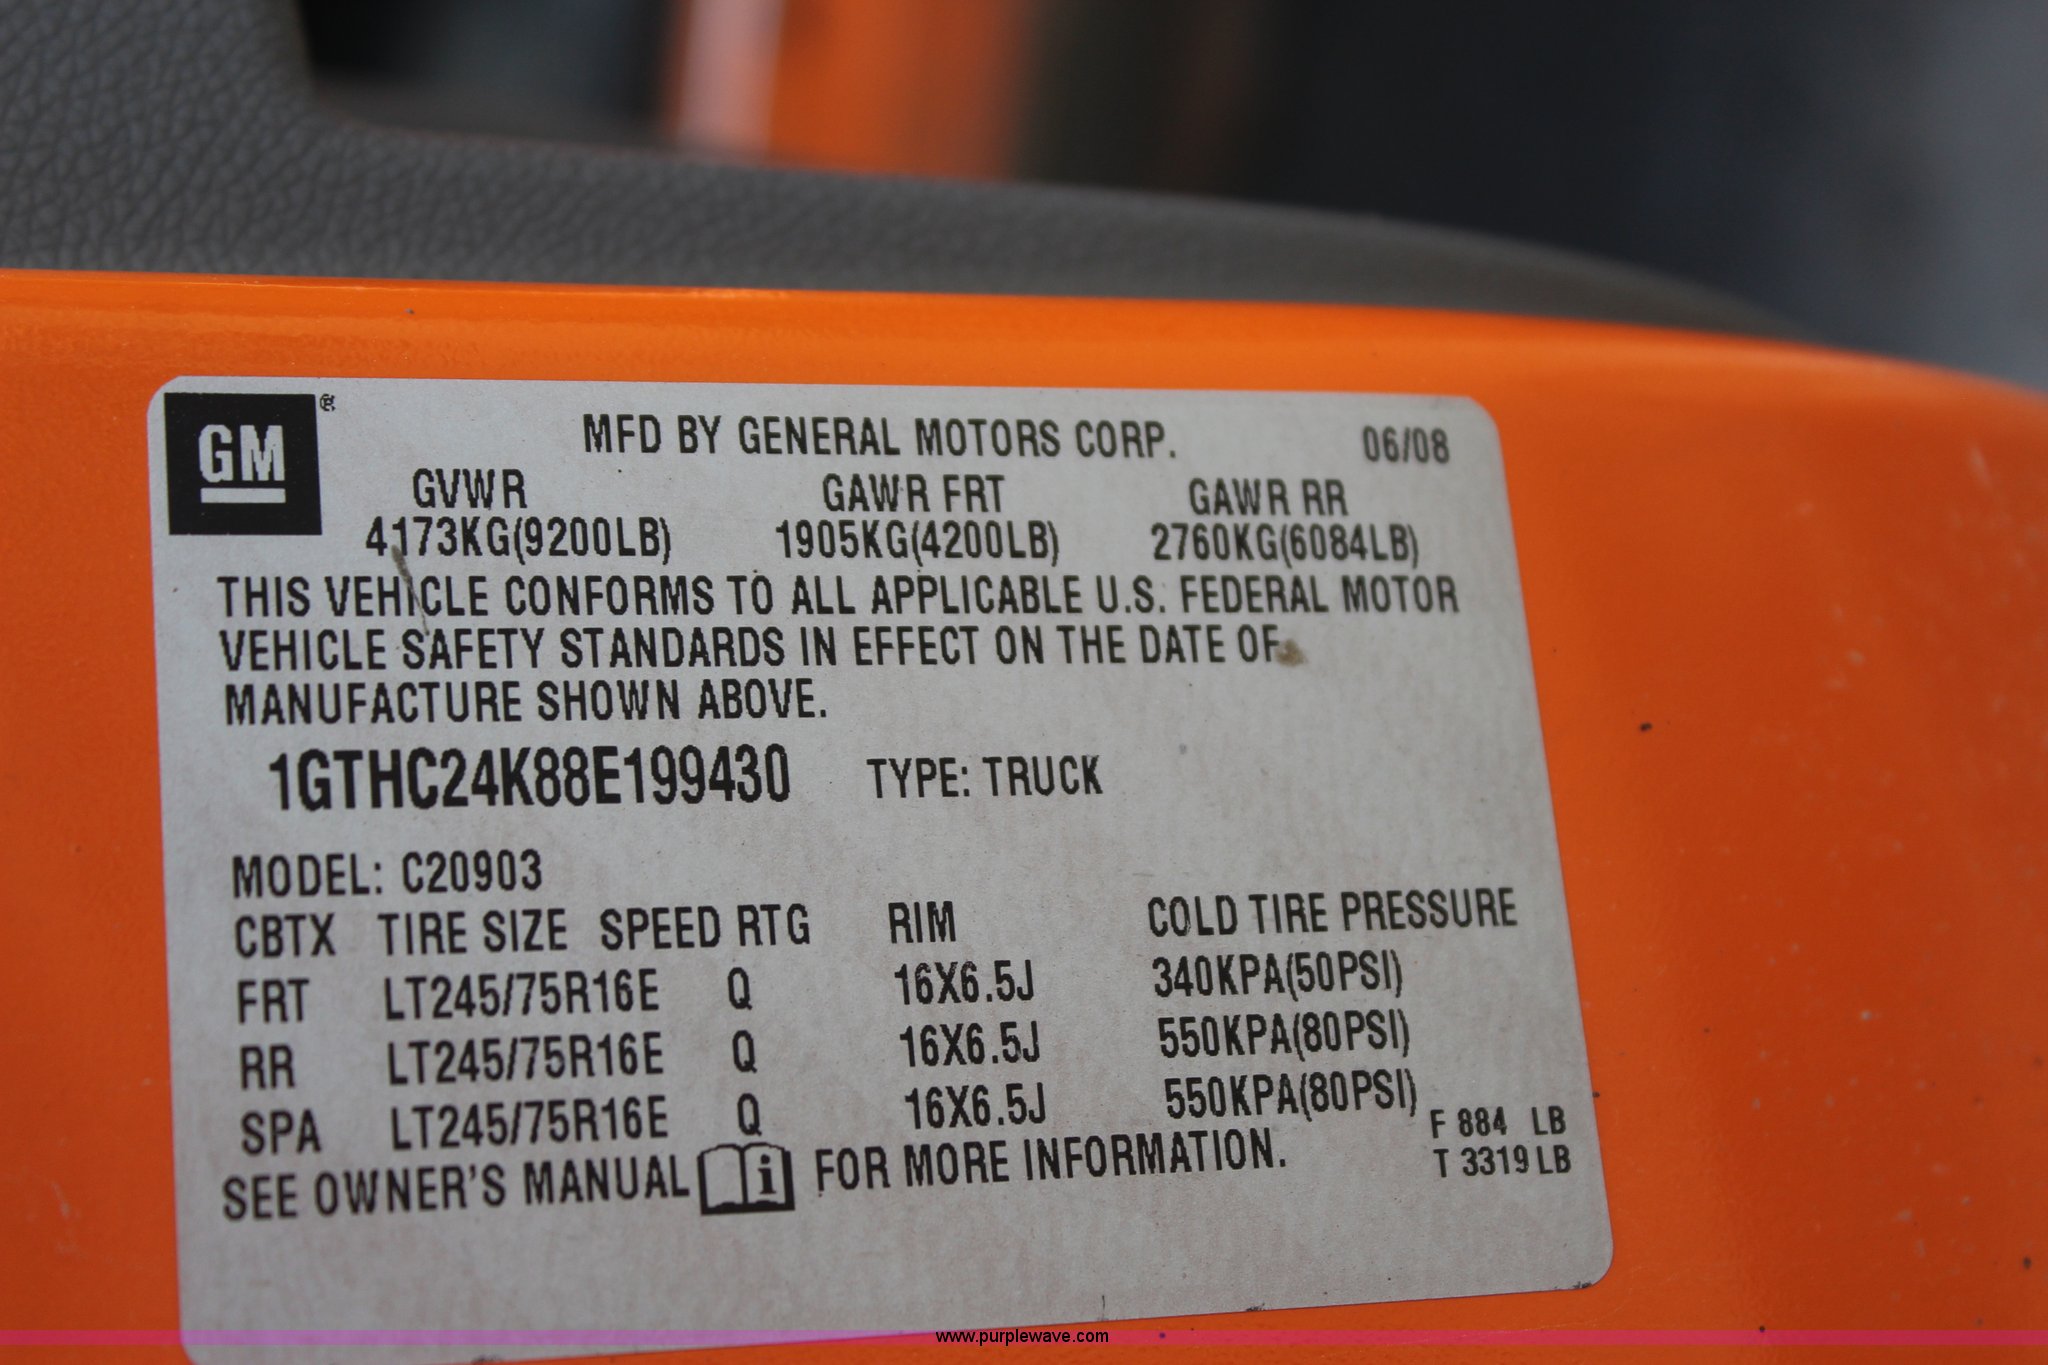 GM ®
MFD BY GENERAL MOTORS CORP. 06/08
GVWR GAWR FRT GAWR RR
4173KG(9200LB) 1905KG(4200LB) 2760KG(6084LB)
THIS VEHICLE CONFORMS TO ALL APPLICABLE U.S. FEDERAL MOTOR
VEHICLE SAFETY STANDARDS IN EFFECT ON THE DATE OF
MANUFACTURE SHOWN ABOVE.
1GTHC24K88E199430 TYPE: TRUCK
MODEL: C20903
CBTX TIRE SIZE SPEED RTG RIM COLD TIRE PRESSURE
FRT LT245/75R16E Q 16X6.5J 340KPA(50PSI)
RR LT245/75R16E Q 16X6.5J 550KPA(80PSI)
SPA LT245/75R16E Q 16X6.5J 550KPA(80PSI)
F 884 LB
SEE OWNER'S MANUAL i FOR MORE INFORMATION. T 3319 LB
www.purplewave.com